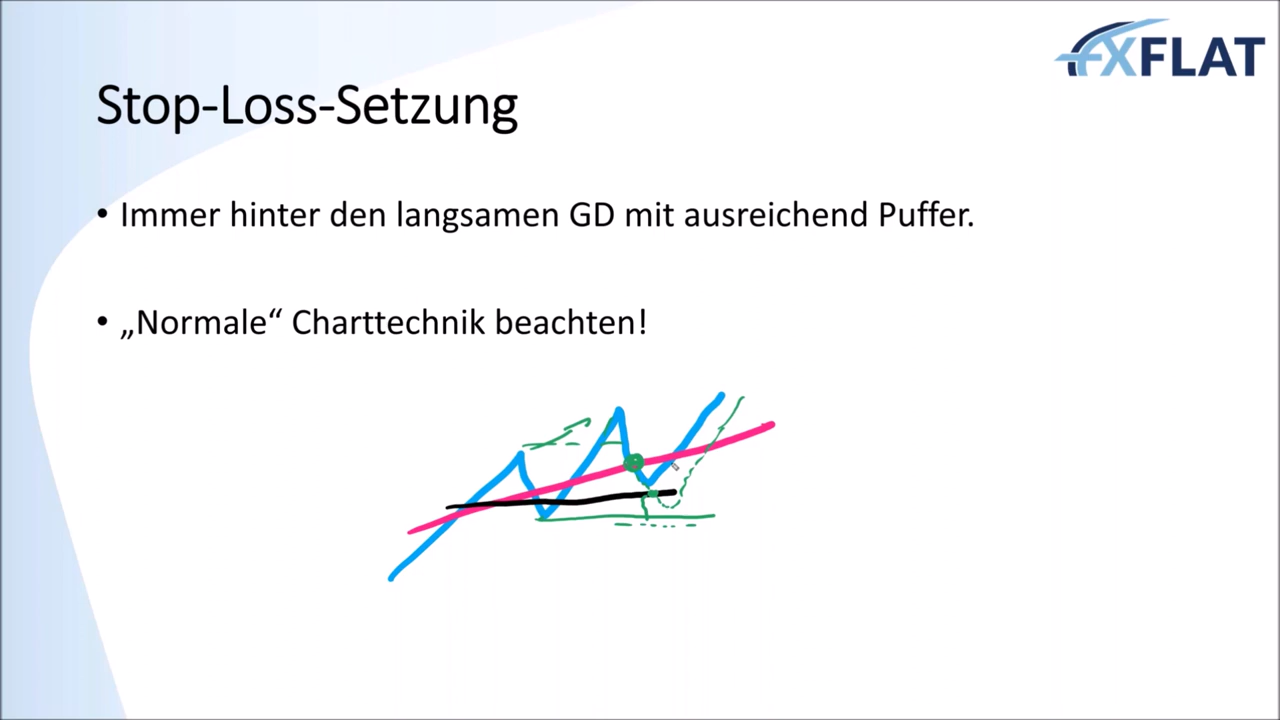 FXFLAT
Stop-Loss-Setzung
• Immer hinter den langsamen GD mit ausreichend Puffer.
• „Normale“ Charttechnik beachten!